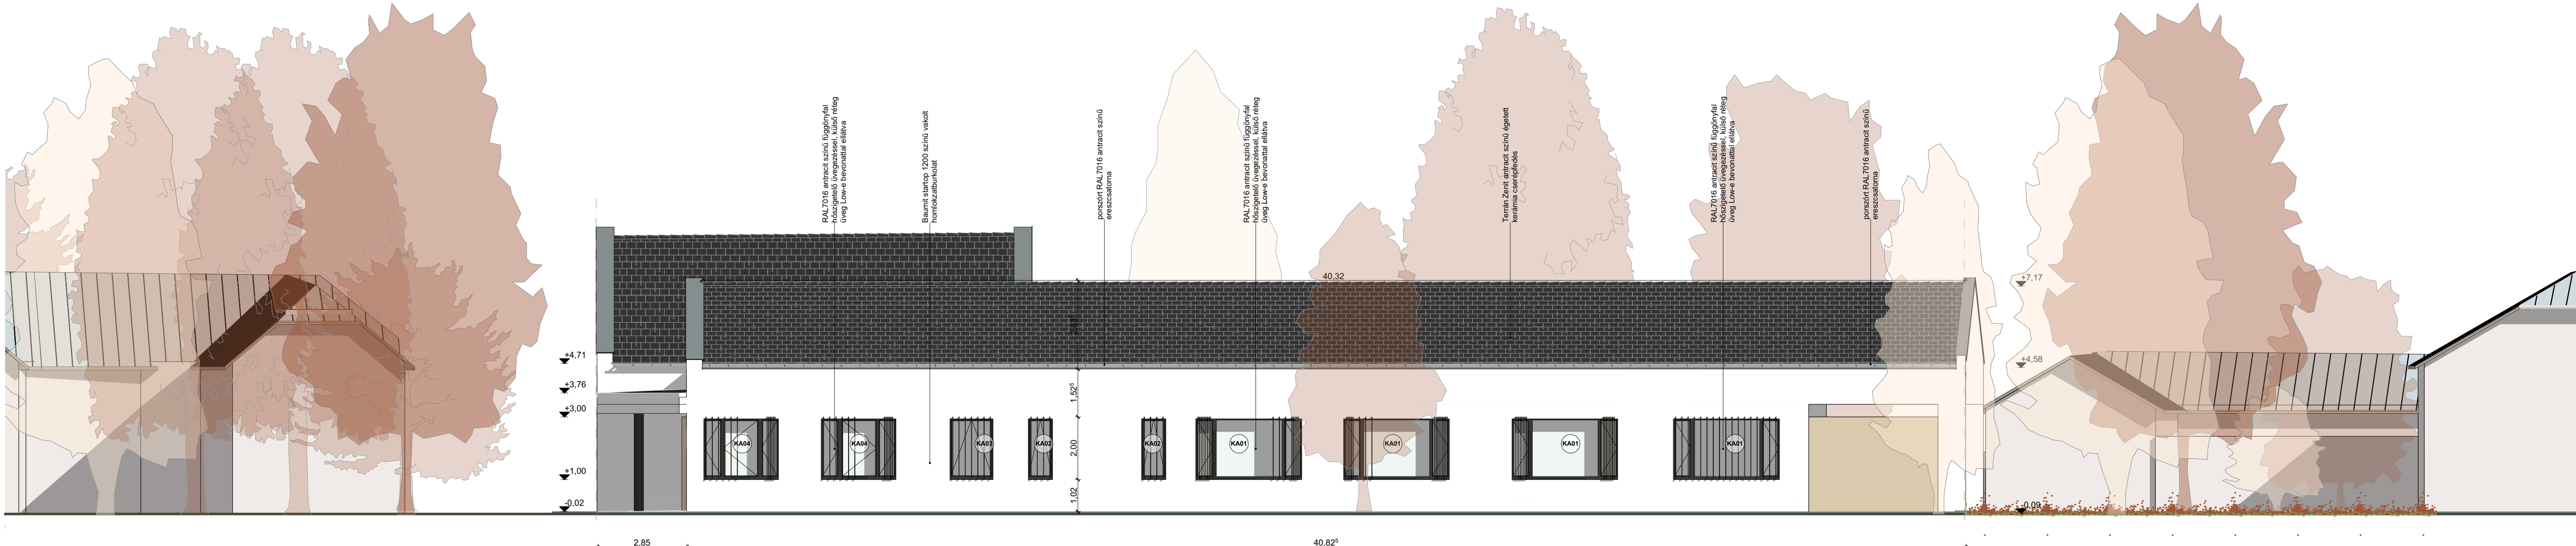 RAL7016 antracit színű függönyfal
hőszigetelő üvegezéssel, külső réteg
üveg Low-e bevonattal ellátva
Baumit startop 1200 színű vakolt
homlokzatburkolat
porszórt RAL7016 antracit színű
ereszcsatorna
RAL7016 antracit színű függönyfal
hőszigetelő üvegezéssel, külső réteg
üveg Low-e bevonattal ellátva
Terrán Zenit antracit színű égetett
kerámia cserépfedés
RAL7016 antracit színű függönyfal
hőszigetelő üvegezéssel, külső réteg
üveg Low-e bevonattal ellátva
porszórt RAL7016 antracit színű
ereszcsatorna
40,32
+7,17
+4,71
+4,58
+3,76
1,52⁵
+3,00
KA04
KA04
KA03
KA02
KA02
KA01
KA01
KA01
KA01
2,00
+1,00
1,02
-0,02
-0,09
2,85
40,82⁵